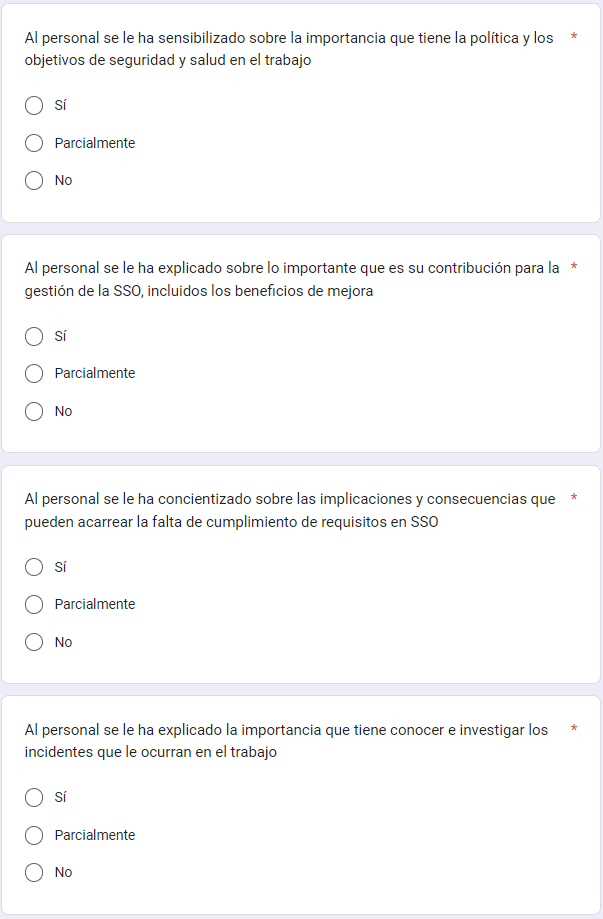 Al personal se le ha sensibilizado sobre la importancia que tiene la política y los *
objetivos de seguridad y salud en el trabajo
Sí
Parcialmente
No
Al personal se le ha explicado sobre lo importante que es su contribución para la *
gestión de la SSO, incluidos los beneficios de mejora
Sí
Parcialmente
No
Al personal se le ha concientizado sobre las implicaciones y consecuencias que *
pueden acarrear la falta de cumplimiento de requisitos en SSO
Sí
Parcialmente
No
Al personal se le ha explicado la importancia que tiene conocer e investigar los *
incidentes que le ocurran en el trabajo
Sí
Parcialmente
No